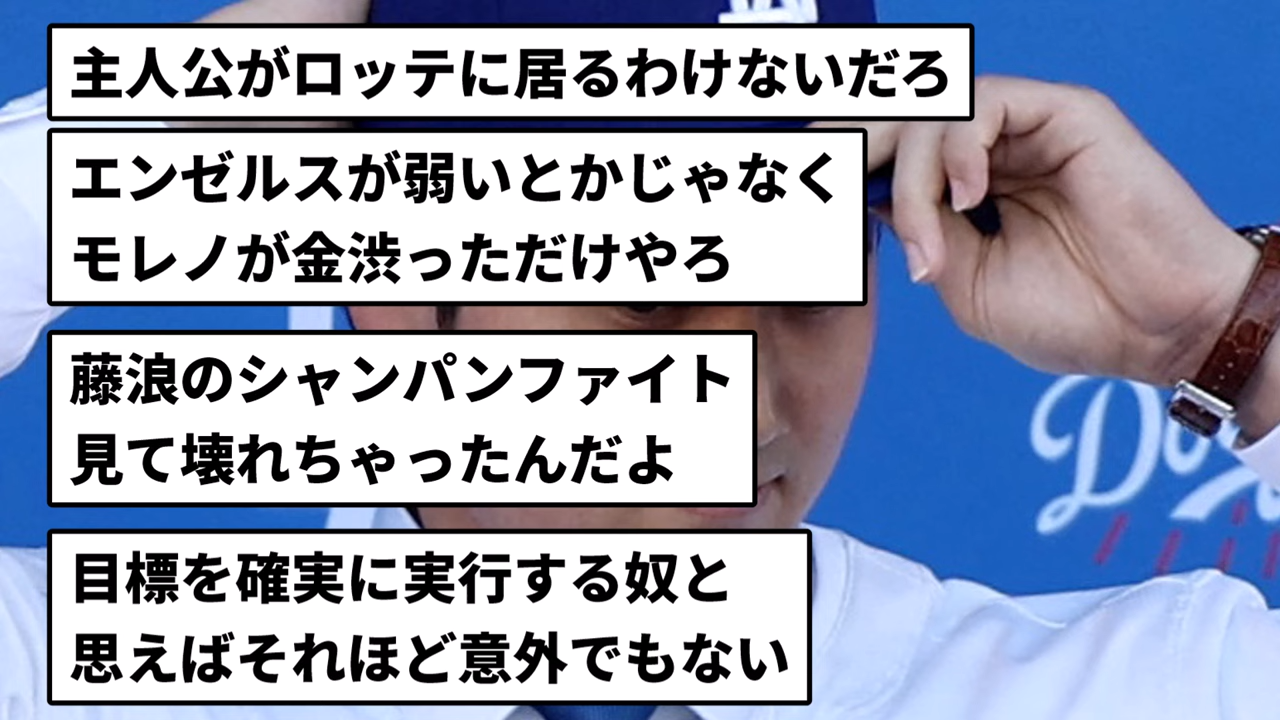 主人公がロッテに居るわけないだろ
エンゼルスが弱いとかじゃなく
モレノが金渋っただけやろ
藤浪のシャンパンファイト
見て壊れちゃったんだよ
目標を確実に実行する奴と
思えばそれほど意外でもない